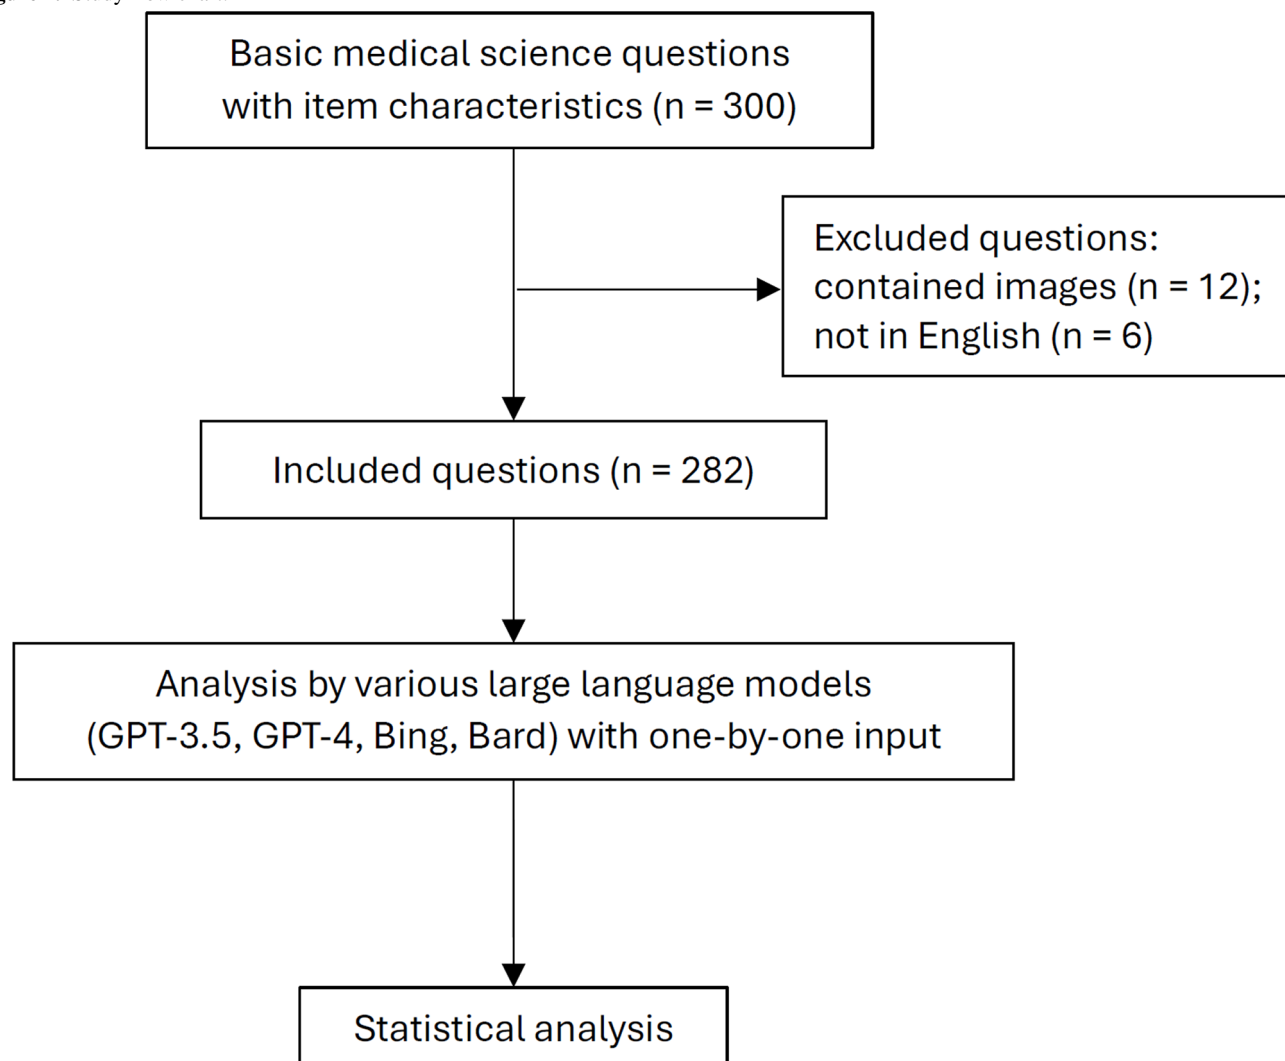 Basic medical science questions
with item characteristics (n = 300)
Excluded questions:
contained images (n = 12);
not in English (n = 6)
Included questions (n = 282)
Analysis by various large language models
(GPT-3.5, GPT-4, Bing, Bard) with one-by-one input
Statistical analysis